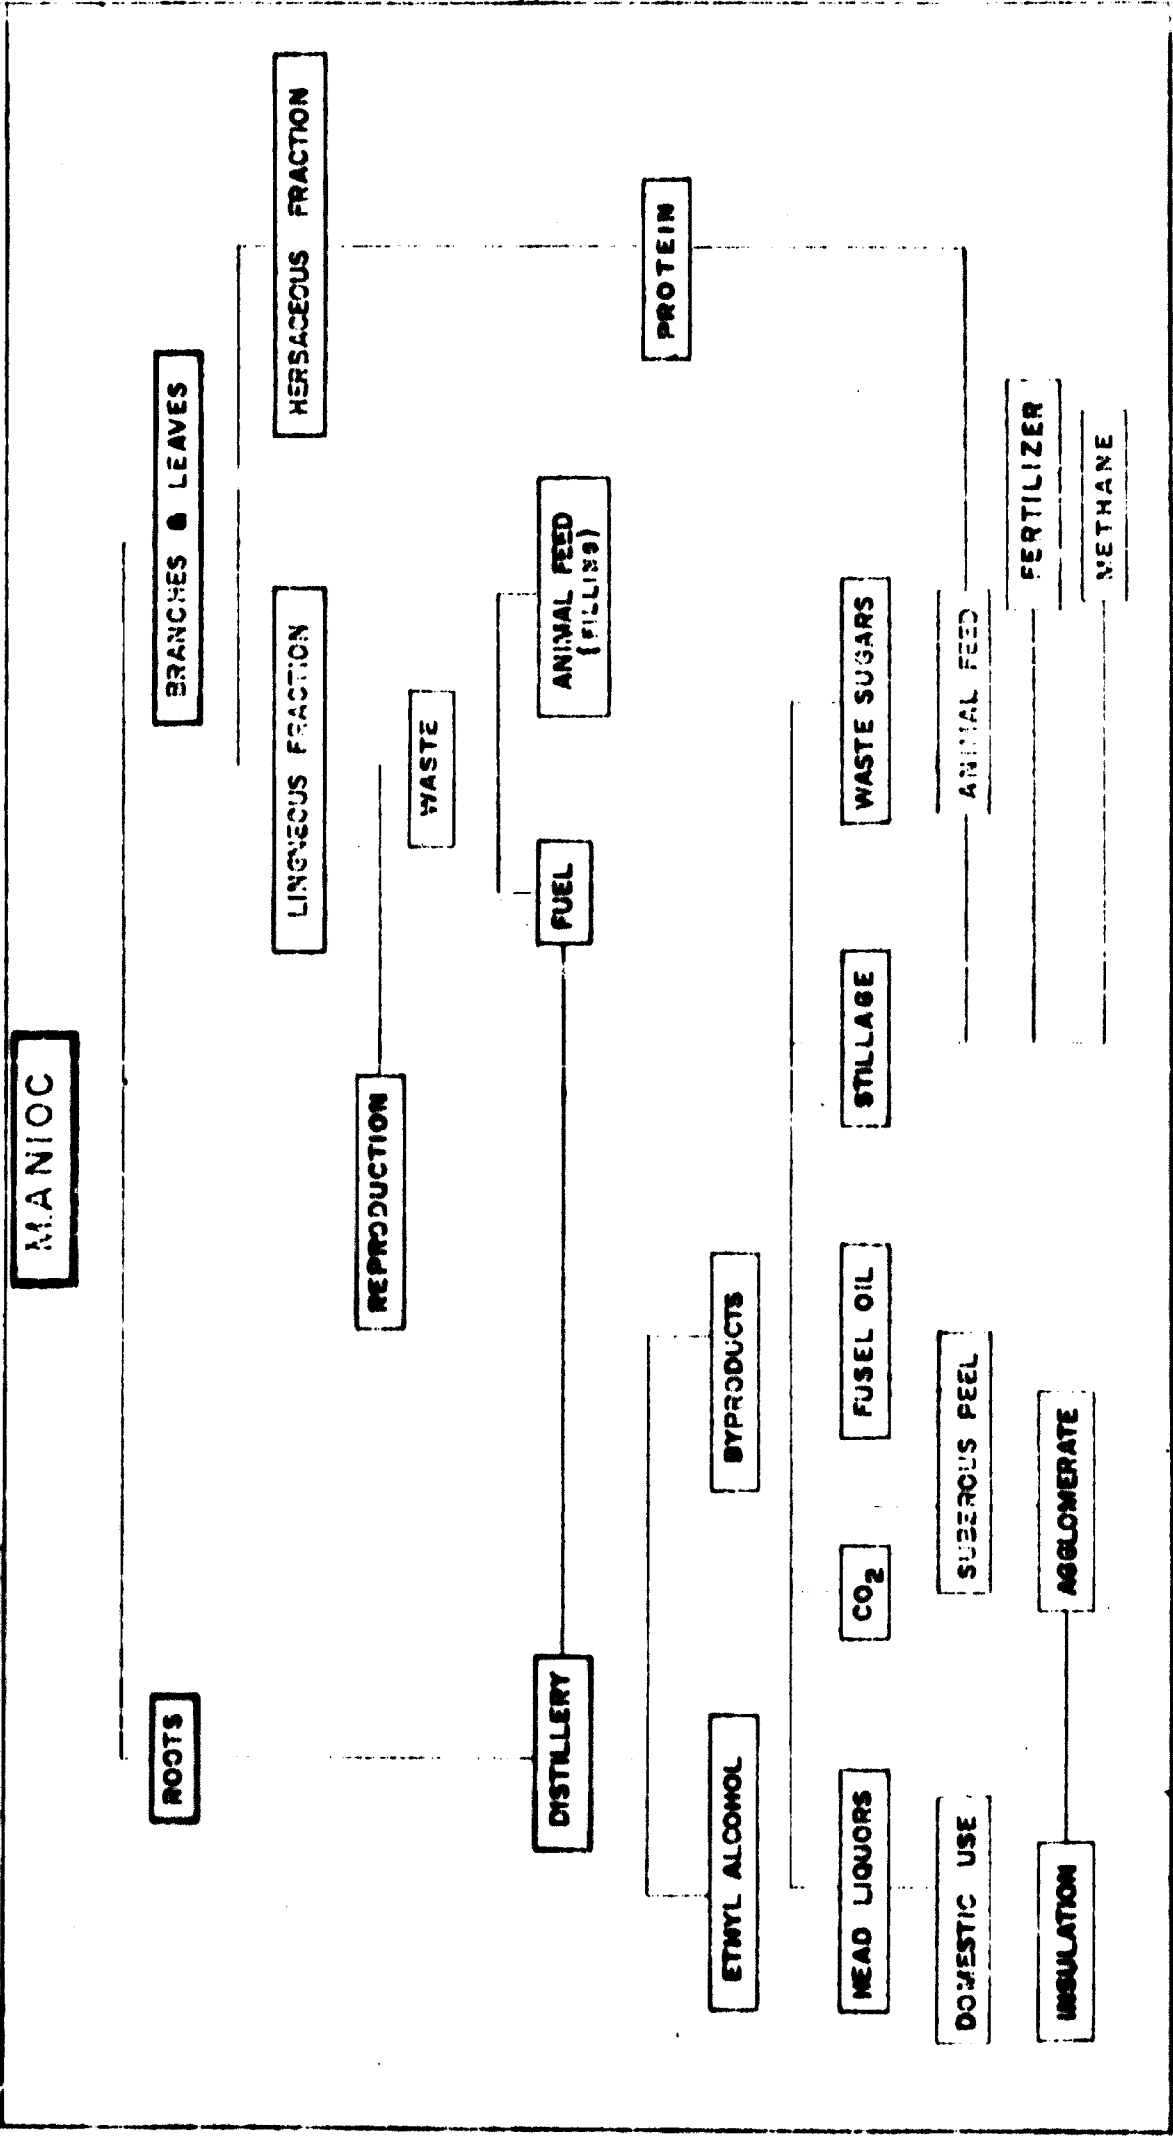 MANIOC
ROOTS
BRANCHES & LEAVES
LINGNEOUS FRACTION
HERSACEOUS FRACTION
REPRODUCTION
WASTE
DISTILLERY
FUEL
ANIMAL FEED
(FILLING)
PROTEIN
ETHYL ALCOHOL
BYPRODUCTS
HEAD LIQUORS
CO2
FUSEL OIL
STILLAGE
WASTE SUGARS
DOMESTIC USE
SUBEROUS PEEL
ANIMAL FEED
INSULATION
AGGLOMERATE
FERTILIZER
METHANE